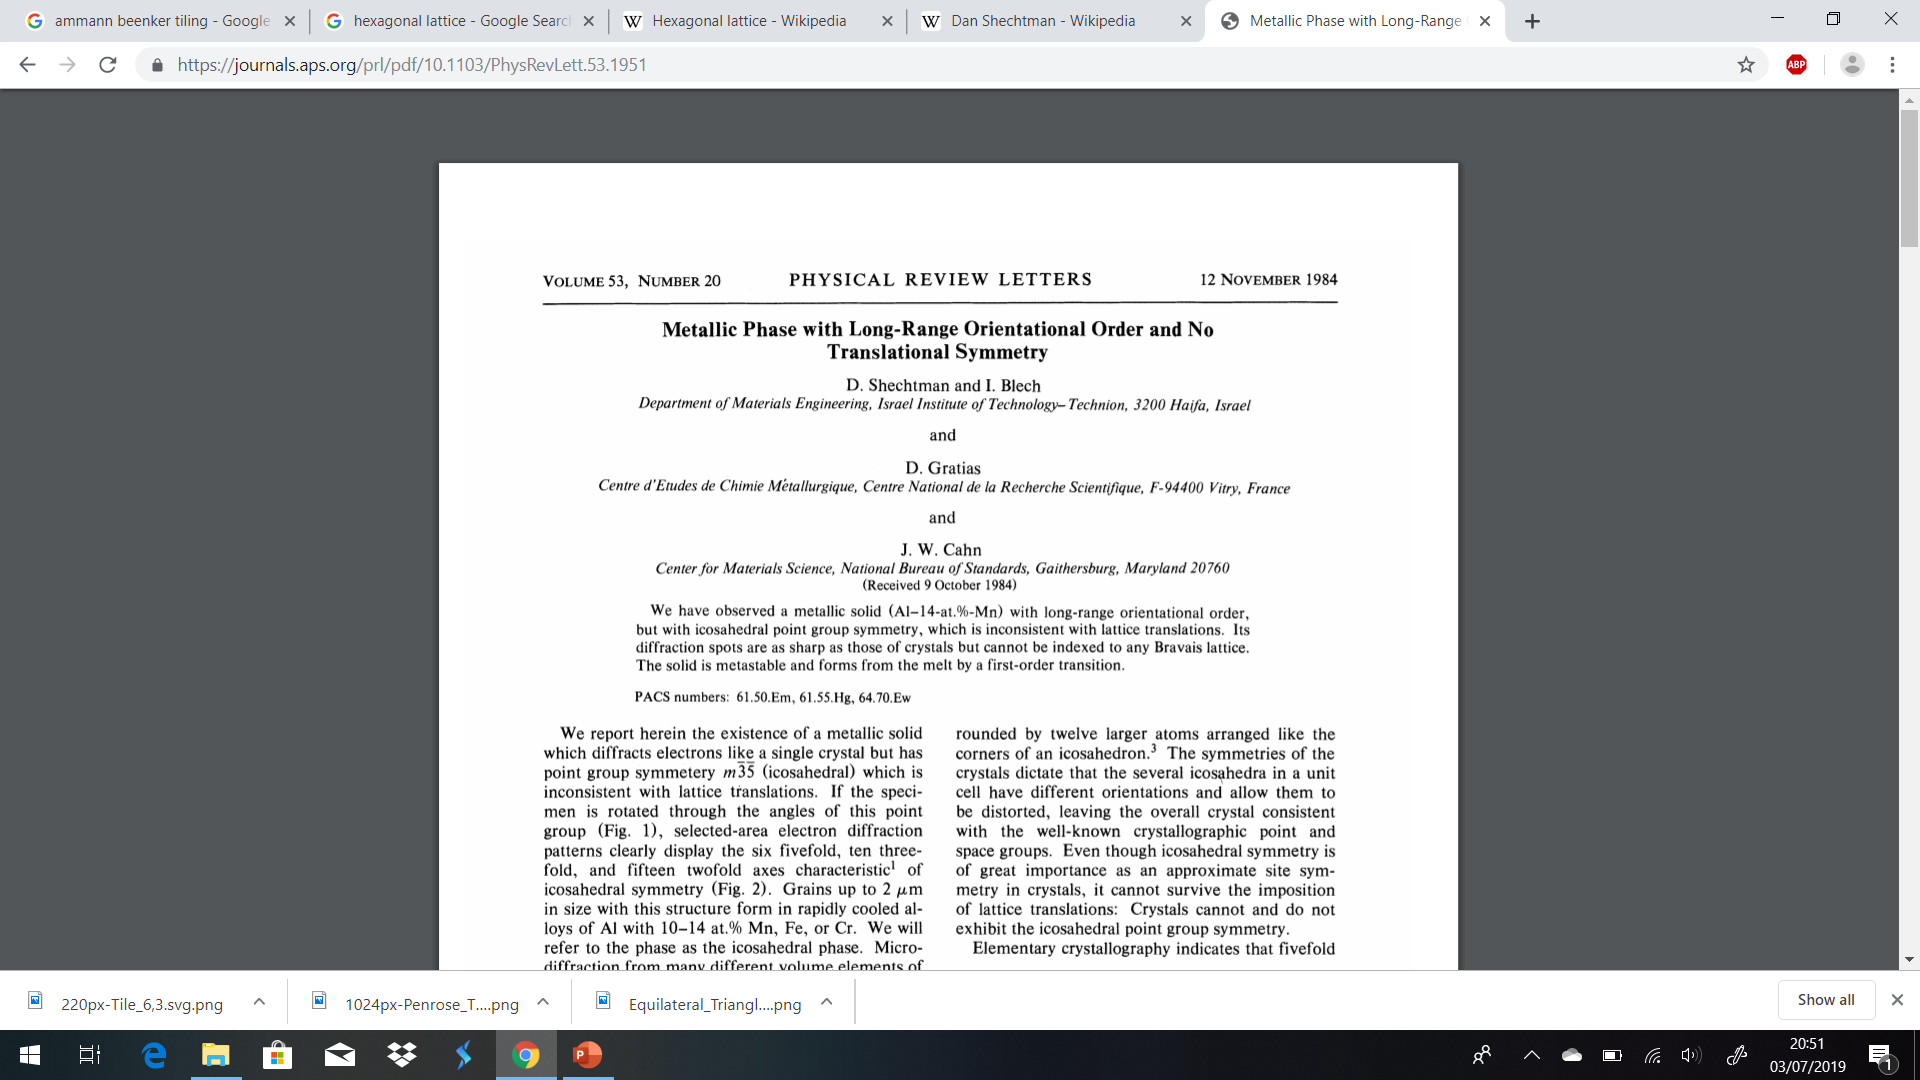 ammann beenker tiling - Google
hexagonal lattice - Google Searc
Hexagonal lattice - Wikipedia
Dan Shechtman - Wikipedia
Metallic Phase with Long-Range
https://journals.aps.org/prl/pdf/10.1103/PhysRevLett.53.1951
ABP
VOLUME 53, NUMBER 20 PHYSICAL REVIEW LETTERS 12 NOVEMBER 1984
Metallic Phase with Long-Range Orientational Order and No
Translational Symmetry
D. Shechtman and I. Blech
Department of Materials Engineering, Israel Institute of Technology–Technion, 3200 Haifa, Israel
and
D. Gratias
Centre d'Etudes de Chimie Métallurgique, Centre National de la Recherche Scientifique, F-94400 Vitry, France
and
J. W. Cahn
Center for Materials Science, National Bureau of Standards, Gaithersburg, Maryland 20760
(Received 9 October 1984)
We have observed a metallic solid (Al–14-at.%-Mn) with long-range orientational order,
but with icosahedral point group symmetry, which is inconsistent with lattice translations. Its
diffraction spots are as sharp as those of crystals but cannot be indexed to any Bravais lattice.
The solid is metastable and forms from the melt by a first-order transition.
PACS numbers: 61.50.Em, 61.55.Hg, 64.70.Ew
We report herein the existence of a metallic solid
which diffracts electrons like a single crystal but has
point group symmetery m3̅5̅ (icosahedral) which is
inconsistent with lattice translations. If the speci-
men is rotated through the angles of this point
group (Fig. 1), selected-area electron diffraction
patterns clearly display the six fivefold, ten three-
fold, and fifteen twofold axes characteristic¹ of
icosahedral symmetry (Fig. 2). Grains up to 2 μm
in size with this structure form in rapidly cooled al-
loys of Al with 10–14 at.% Mn, Fe, or Cr. We will
refer to the phase as the icosahedral phase. Micro-
diffraction from many different volume elements of
rounded by twelve larger atoms arranged like the
corners of an icosahedron.³ The symmetries of the
crystals dictate that the several icosahedra in a unit
cell have different orientations and allow them to
be distorted, leaving the overall crystal consistent
with the well-known crystallographic point and
space groups. Even though icosahedral symmetry is
of great importance as an approximate site sym-
metry in crystals, it cannot survive the imposition
of lattice translations: Crystals cannot and do not
exhibit the icosahedral point group symmetry.
Elementary crystallography indicates that fivefold
220px-Tile_6,3.svg.png
1024px-Penrose_T....png
Equilateral_Triangl....png
Show all
20:51
03/07/2019
1